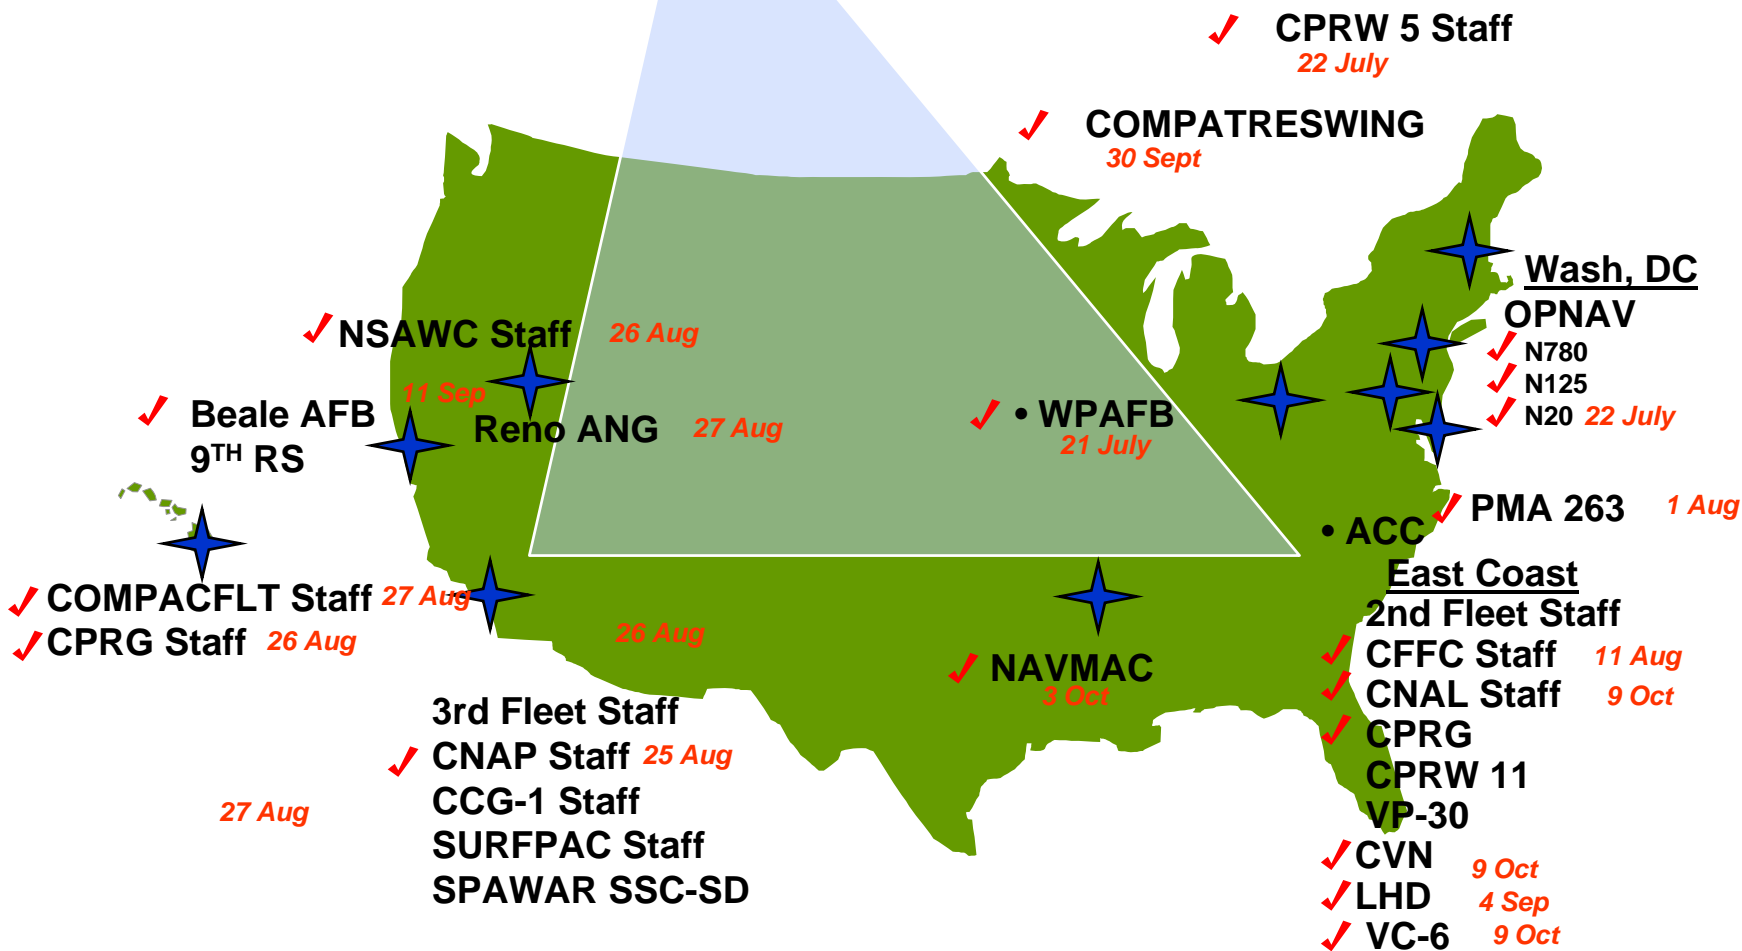 CPRW 5 Staff
22 July
COMPATRESWING
30 Sept
Wash, DC
OPNAV
N780
N125
N20 22 July
NSAWC Staff 26 Aug
11 Sep
Beale AFB
9TH RS
Reno ANG 27 Aug
• WPAFB
21 July
PMA 263 1 Aug
• ACC
COMPACFLT Staff 27 Aug
CPRG Staff 26 Aug
26 Aug
NAVMAC
3 Oct
East Coast
2nd Fleet Staff
CFFC Staff 11 Aug
CNAL Staff 9 Oct
CPRG
CPRW 11
VP-30
CVN 9 Oct
LHD 4 Sep
VC-6 9 Oct
3rd Fleet Staff
CNAP Staff 25 Aug
CCG-1 Staff
SURFPAC Staff
SPAWAR SSC-SD
27 Aug